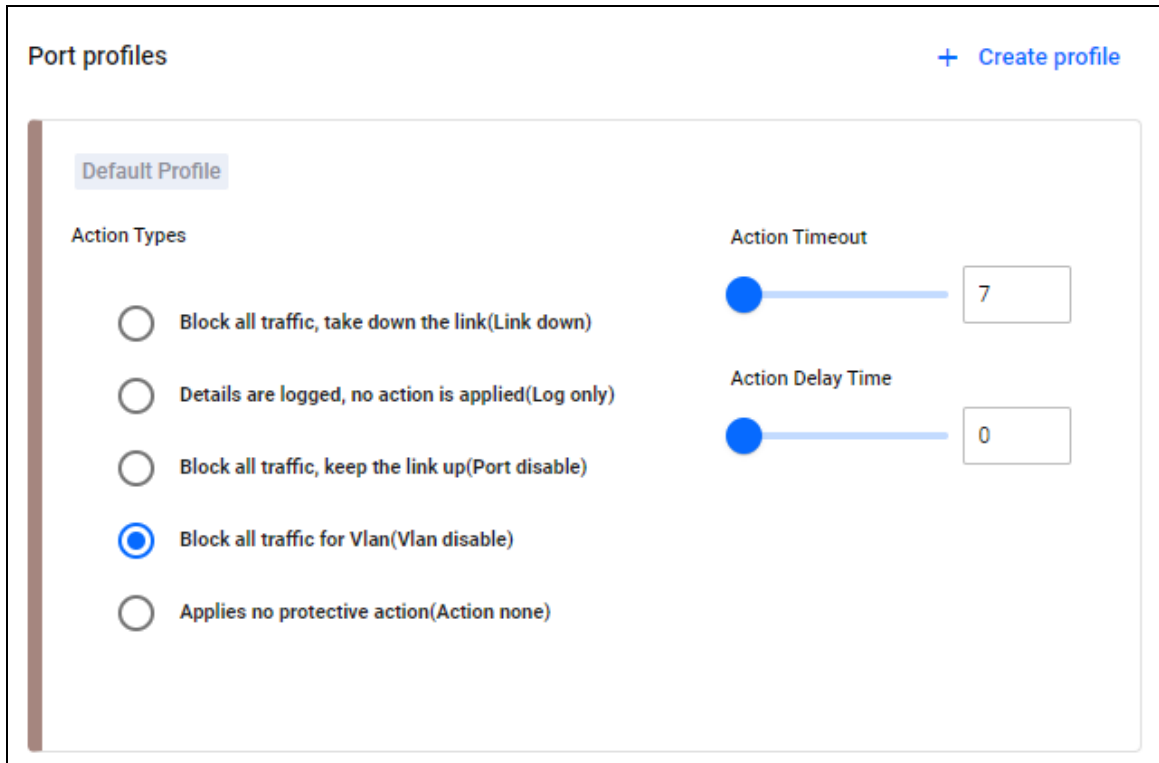 Port profiles
+ Create profile
Default Profile
Action Types
Block all traffic, take down the link(Link down)
Details are logged, no action is applied(Log only)
Block all traffic, keep the link up(Port disable)
Block all traffic for Vlan(Vlan disable)
Applies no protective action(Action none)
Action Timeout
7
Action Delay Time
0